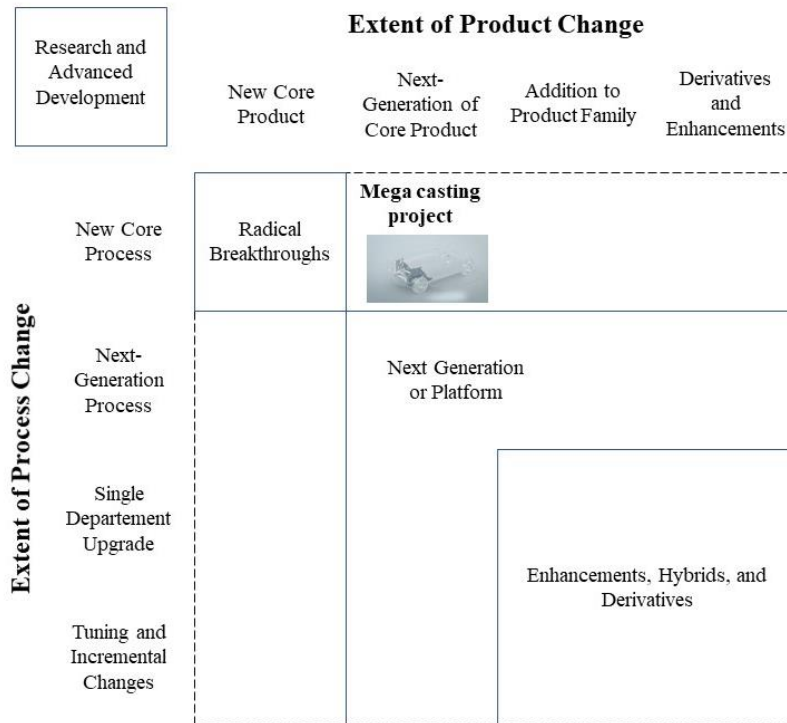 Extent of Product Change
Research and
Advanced
Development
New Core
Product
Next-
Generation of
Core Product
Addition to
Product Family
Derivatives
and
Enhancements
Extent of Process Change
New Core
Process
Radical
Breakthroughs
Mega casting
project
Next-
Generation
Process
Next Generation
or Platform
Single
Departement
Upgrade
Enhancements, Hybrids, and
Derivatives
Tuning and
Incremental
Changes